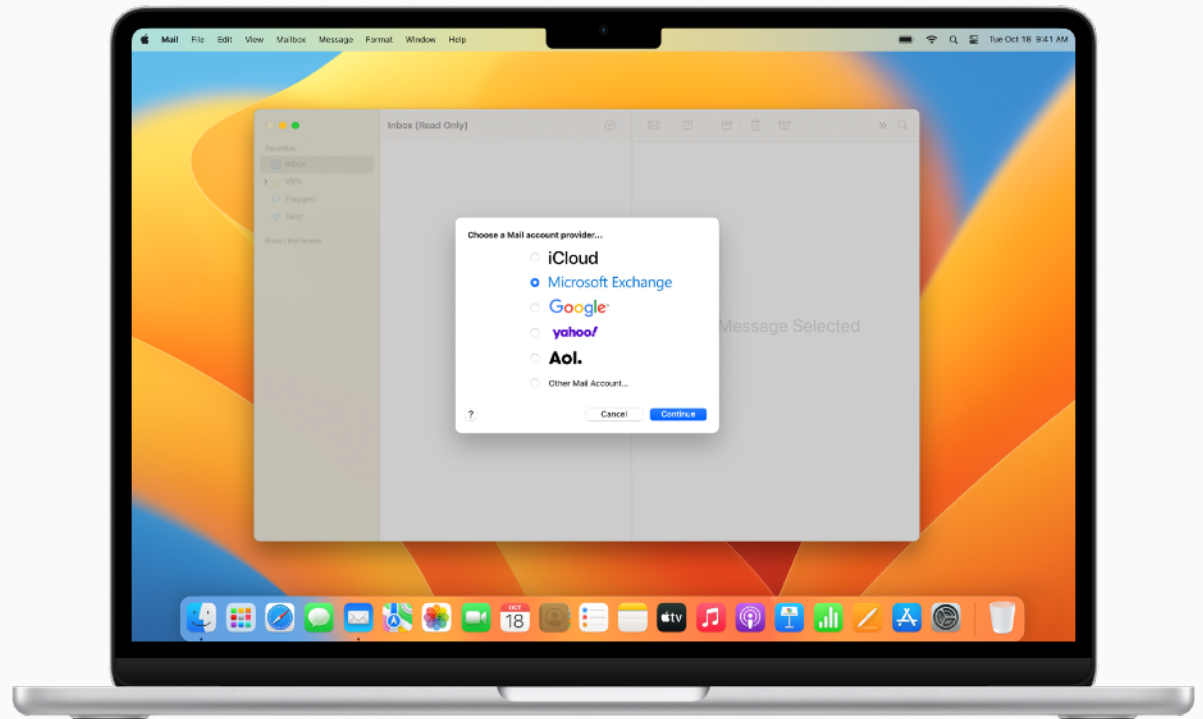 Mail File Edit View Mailbox Message Format Window Help
Tue Oct 18 9:41 AM
Inbox (Read Only)
Favorites
Inbox
VIPs
Flagged
Sent
Smart Mailboxes
Message Selected
Choose a Mail account provider...
iCloud
Microsoft Exchange
Google
yahoo!
Aol.
Other Mail Account...
?
Cancel
Continue
OCT
18
tv